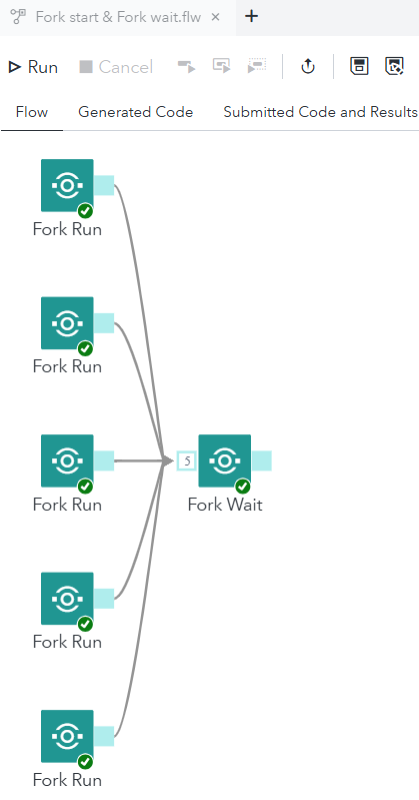 Fork start & Fork wait.flw × +
Run Cancel
Flow Generated Code Submitted Code and Results
Fork Run
Fork Run
5
Fork Run Fork Wait
Fork Run
Fork Run